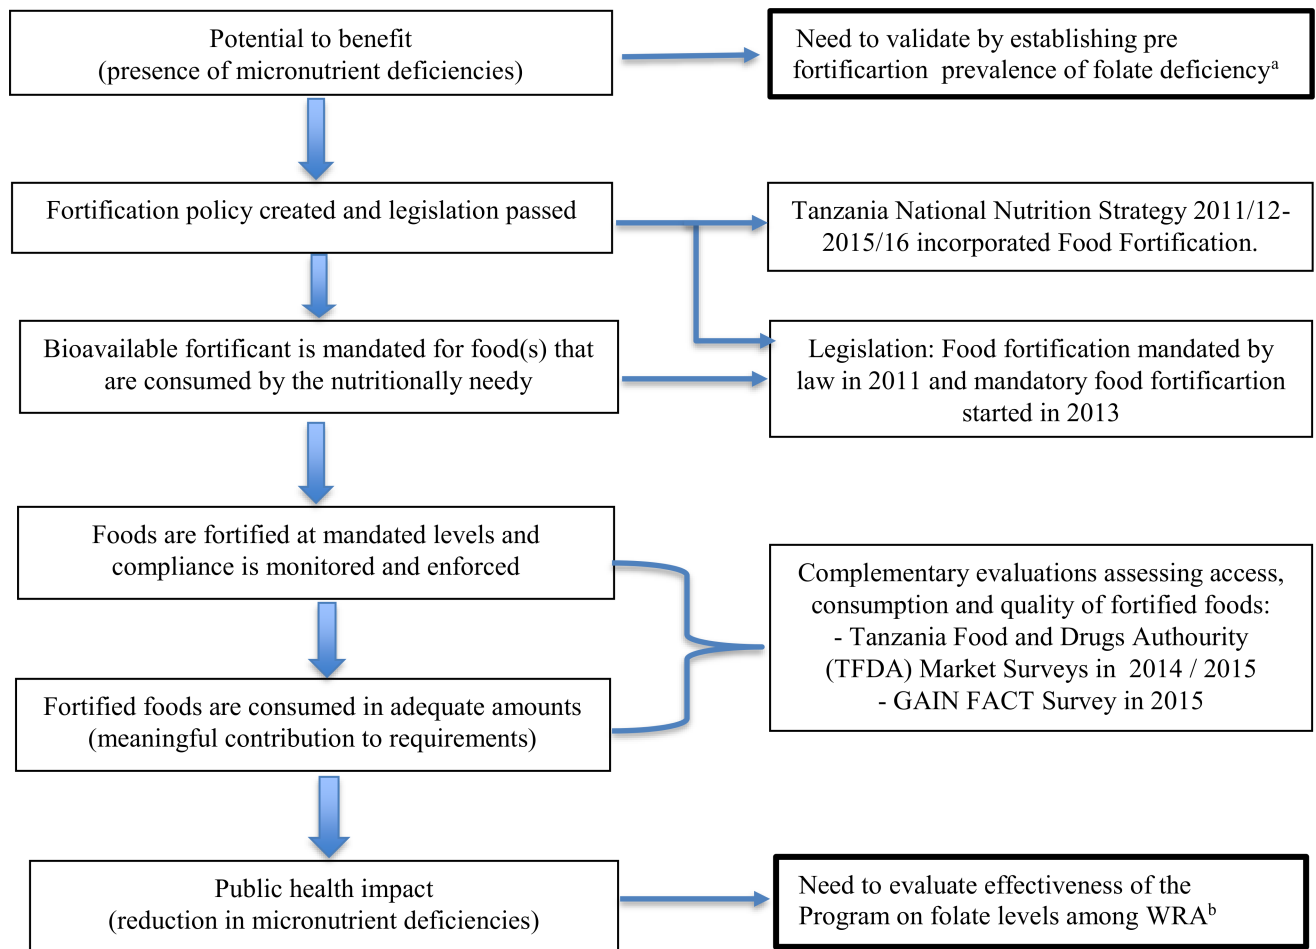 Potential to benefit
(presence of micronutrient deficiencies)
Need to validate by establishing pre
fortificartion prevalence of folate deficiencyᵃ
Fortification policy created and legislation passed
Tanzania National Nutrition Strategy 2011/12-
2015/16 incorporated Food Fortification.
Bioavailable fortificant is mandated for food(s) that
are consumed by the nutritionally needy
Legislation: Food fortification mandated by
law in 2011 and mandatory food fortificartion
started in 2013
Foods are fortified at mandated levels and
compliance is monitored and enforced
Complementary evaluations assessing access,
consumption and quality of fortified foods:
- Tanzania Food and Drugs Authourity
(TFDA) Market Surveys in 2014 / 2015
- GAIN FACT Survey in 2015
Fortified foods are consumed in adequate amounts
(meaningful contribution to requirements)
Public health impact
(reduction in micronutrient deficiencies)
Need to evaluate effectiveness of the
Program on folate levels among WRAᵇ